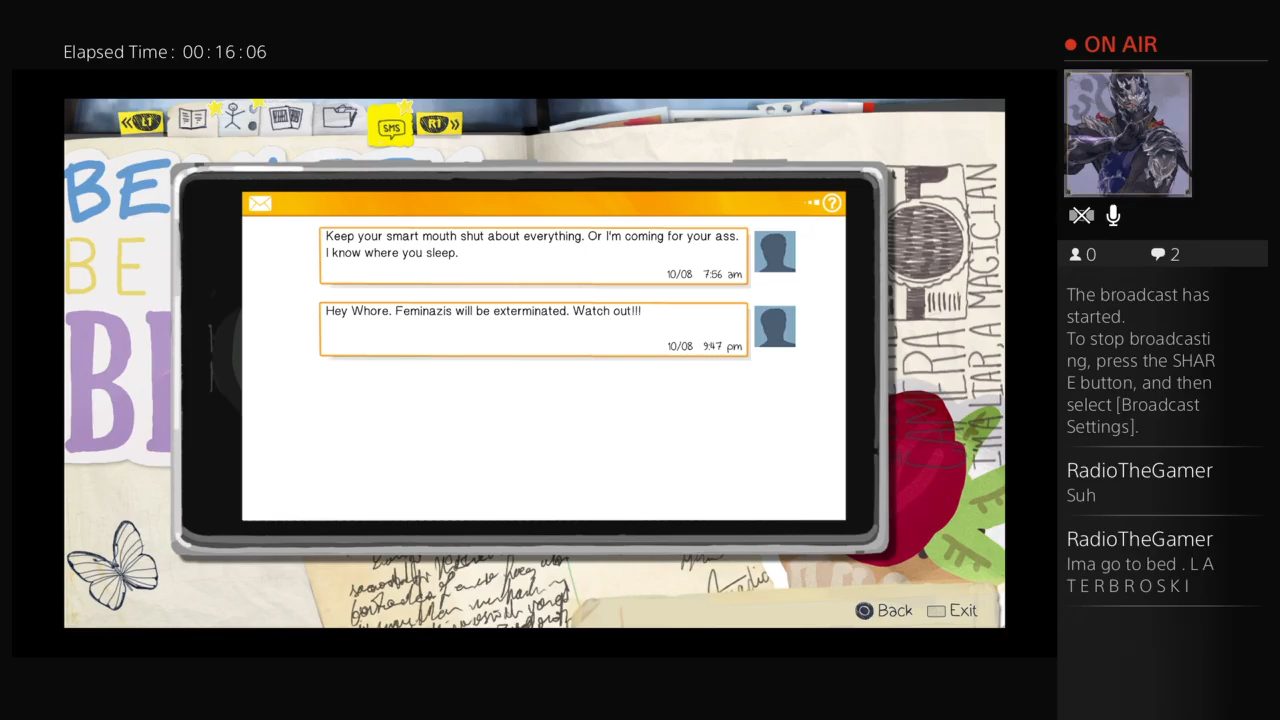 Elapsed Time: 00:16:06
ON AIR
L1
SMS
R1
BE
BE
Keep your smart mouth shut about everything. Or I'm coming for your ass.
I know where you sleep.
10/08 7:56 am
Hey Whore. Feminazis will be exterminated. Watch out!!!
10/08 9:47 pm
?
CAMERA
LIAR, A MAGICIAN
Back
Exit
0
2
The broadcast has
started.
To stop broadcasti
ng, press the SHAR
E button, and then
select [Broadcast
Settings].
RadioTheGamer
Suh
RadioTheGamer
Ima go to bed . L A
T E R B R O S K I